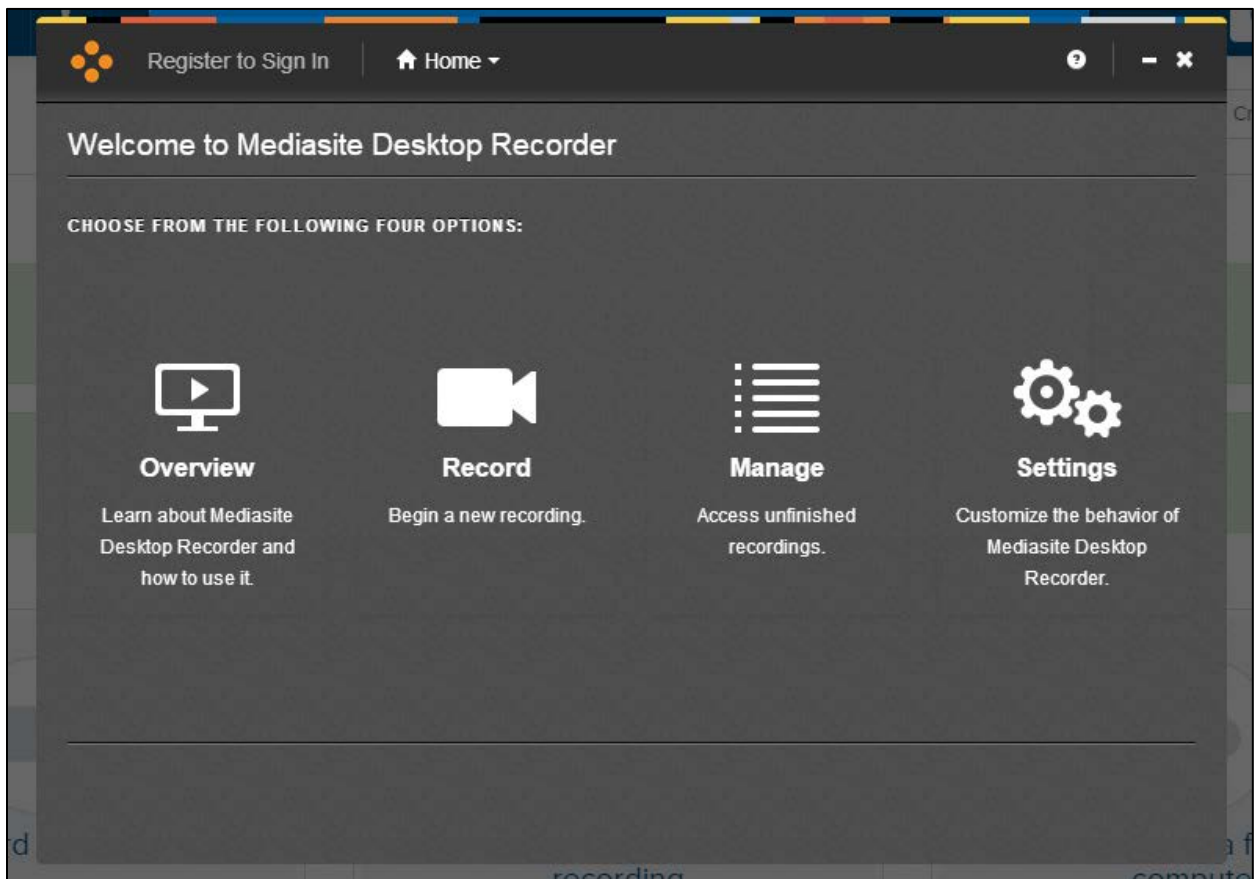 Register to Sign In
Home
Welcome to Mediasite Desktop Recorder
CHOOSE FROM THE FOLLOWING FOUR OPTIONS:
Overview
Record
Manage
Settings
Learn about Mediasite
Desktop Recorder and
how to use it.
Begin a new recording.
Access unfinished
recordings.
Customize the behavior of
Mediasite Desktop
Recorder.
recording